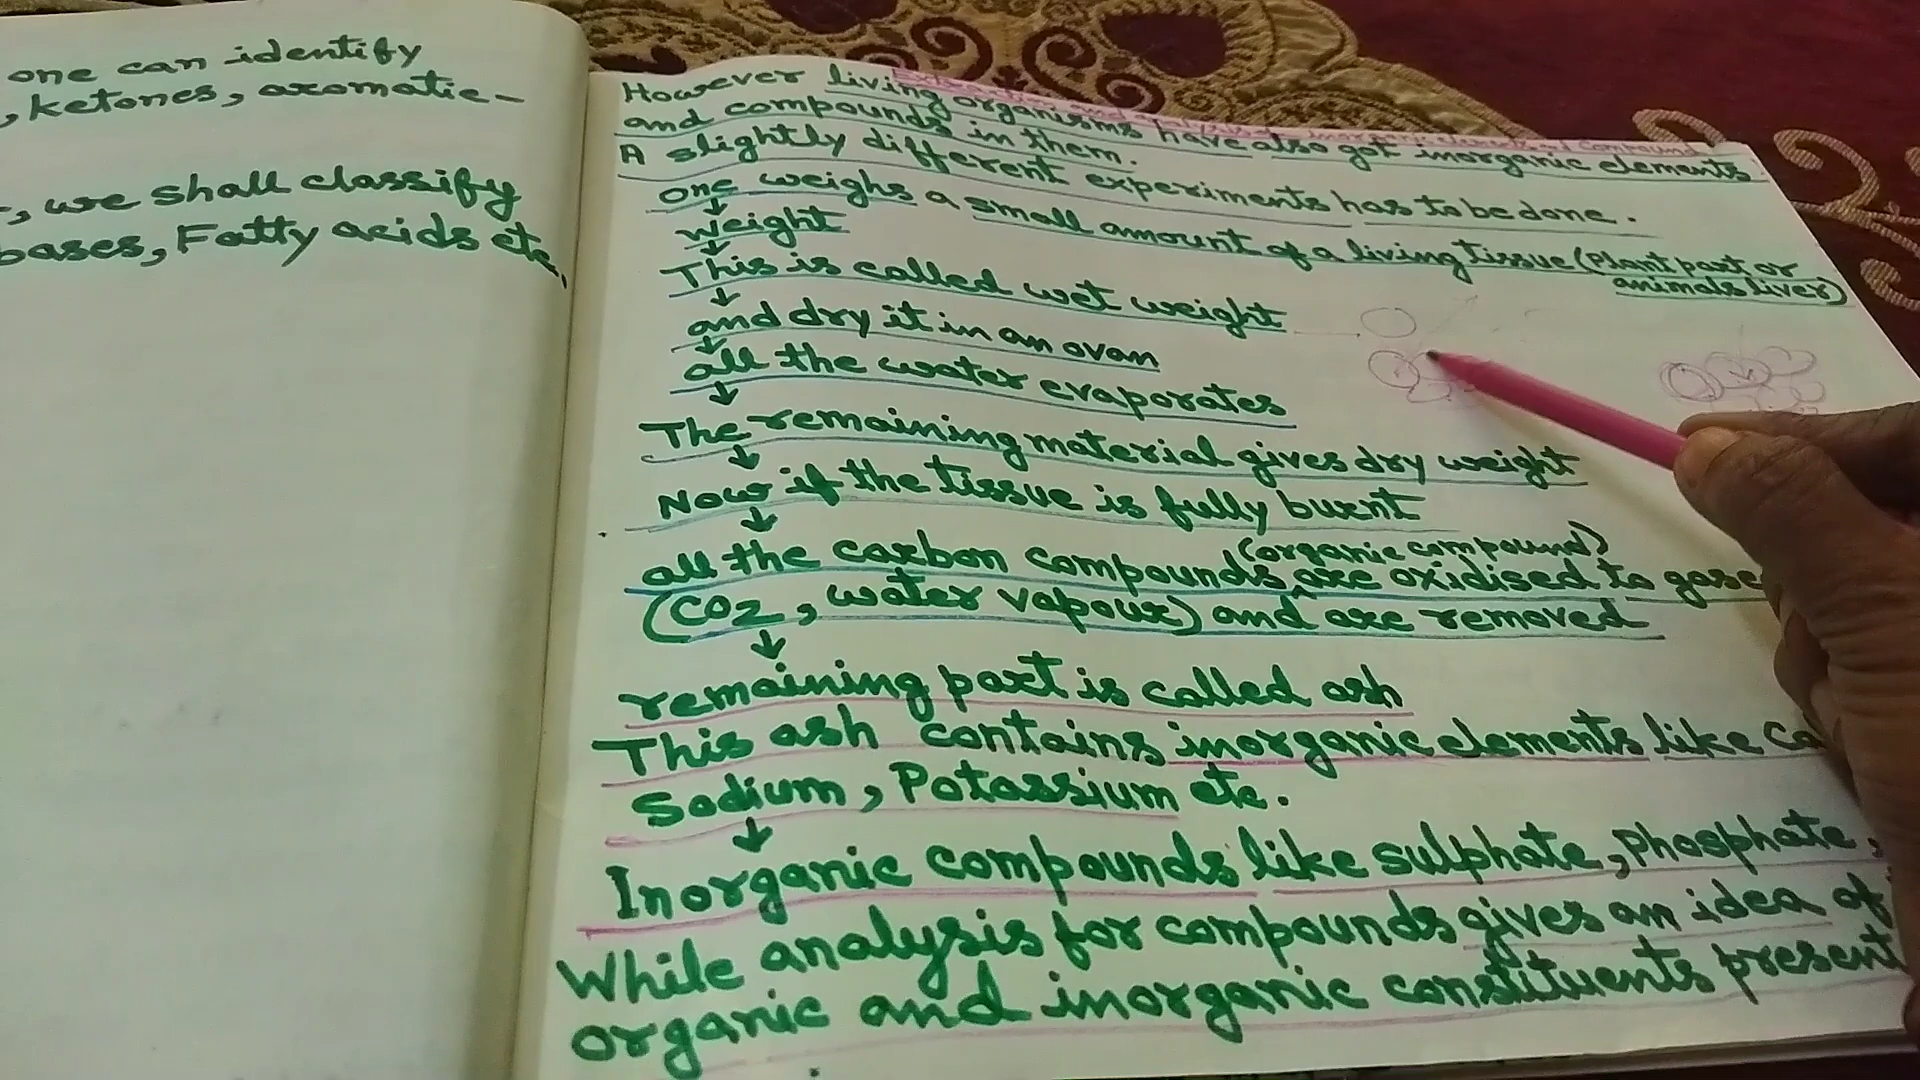 one can identify
, ketones, aromatic-
, we shall classify
bases, Fatty acids etc.
However living organisms have also got inorganic elements
and compounds in them.
A slightly different experiments has to be done.
one weighs a small amount of a living tissue (Plant part or
animals liver)
↓
weight
↓
This is called wet weight
↓
and dry it in an ovan
↓
all the water evaporates
↓
The remaining material gives dry weight
↓
Now if the tissue is fully burnt
↓
(organic compound)
all the carbon compounds are oxidised to gase
(CO2, water vapour) and are removed
↓
remaining part is called ash
This ash contains inorganic elements like Ca
Sodium, Potassium etc.
↓
Inorganic compounds like sulphate, Phosphate,
While analysis for compounds gives an idea of
organic and inorganic constituents present